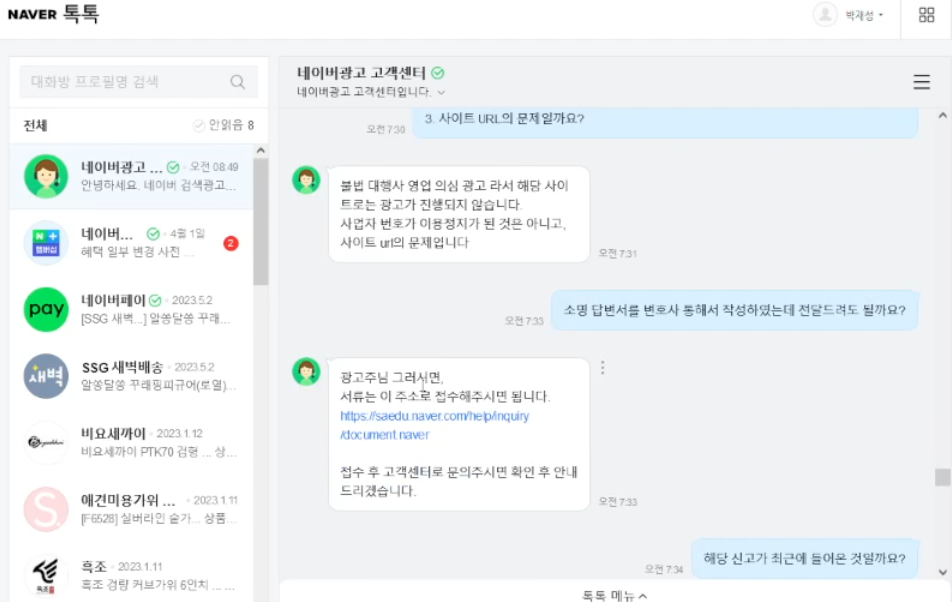 NAVER 톡톡
박재성
대화방 프로필명 검색
전체
안읽음 8
네이버광고 ... 오전 08:49
안녕하세요. 네이버 검색광고...
네이버... 4월 1일
멤버십
혜택 일부 변경 사전 ...
2
pay
네이버페이 2023.5.2
[SSG 새벽...] 알쏭달쏭 꾸래...
새벽
SSG 새벽배송 2023.5.2
알쏭달쏭 꾸래핑피규어(로열)...
비요세까이 2023.1.12
비요세까이 PTK70 검형 ... 상...
S.
애견미용가위 ... 2023.1.11
[F6528] 실버라인 숱가... 상품...
흑조
흑조 2023.1.11
흑조 경량 커브가위 6인치 ... ...
네이버광고 고객센터
네이버광고 고객센터입니다.
3. 사이트 URL의 문제일까요?
오전 7:30
불법 대행사 영업 의심 광고 라서 해당 사이
트로는 광고가 진행되지 않습니다.
사업자 번호가 이용정지가 된 것은 아니고,
사이트 url의 문제입니다
오전 7:31
소명 답변서를 변호사 통해서 작성하였는데 전달드려도 될까요?
오전 7:33
광고주님 그러시면,
서류는 이 주소로 접수해주시면 됩니다.
https://saedu.naver.com/help/inquiry
/document.naver
접수 후 고객센터로 문의주시면 확인 후 안내
드리겠습니다.
오전 7:33
해당 신고가 최근에 들어온 것일까요?
오전 7:34
톡톡 메뉴